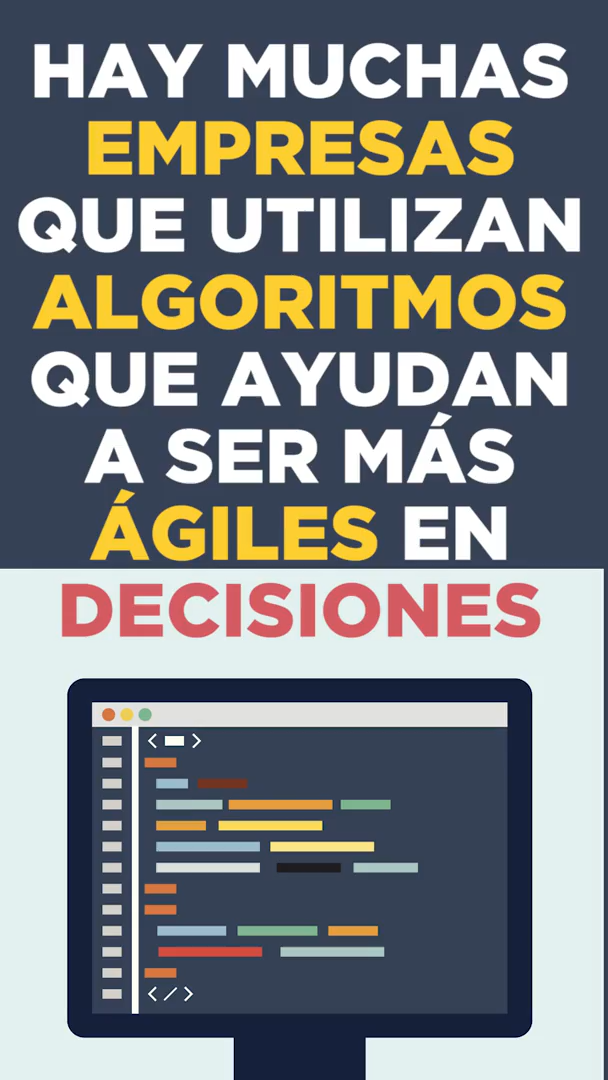 HAY MUCHAS
EMPRESAS
QUE UTILIZAN
ALGORITMOS
QUE AYUDAN
A SER MÁS
ÁGILES EN
DECISIONES